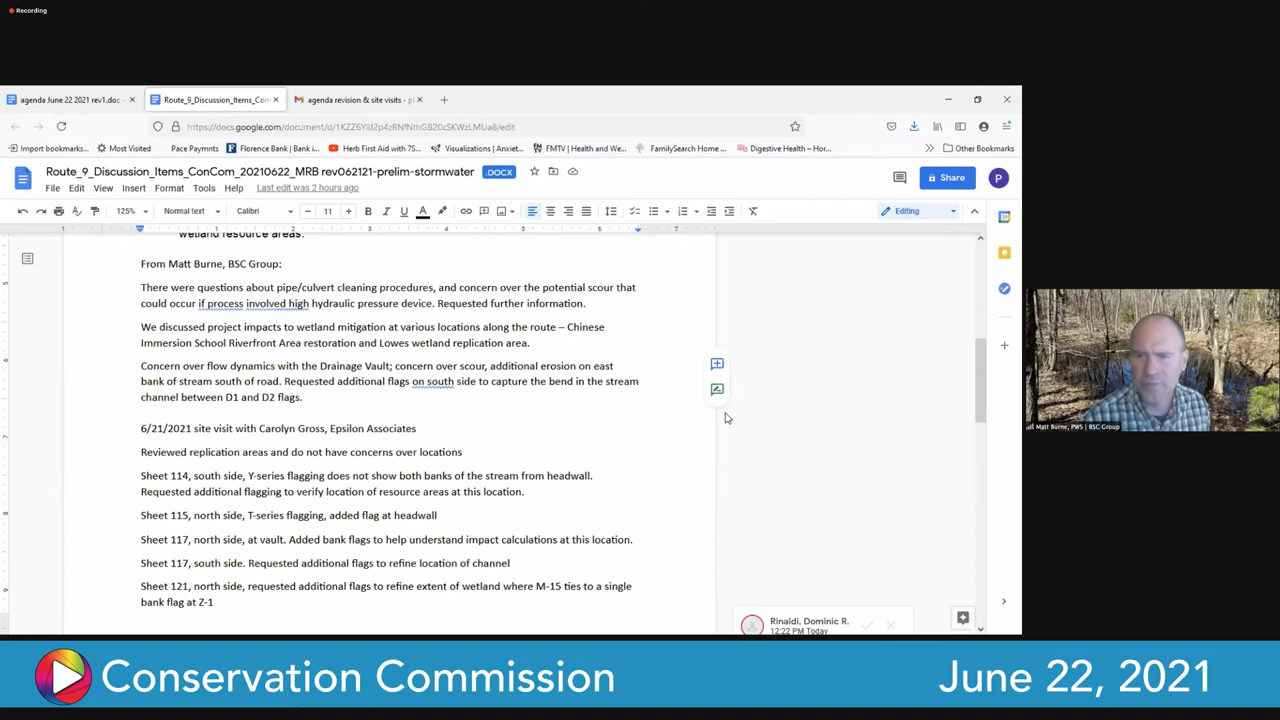 Recording
agenda June 22 2021 rev1.doc
Route_9_Discussion_Items_Con
agenda revision & site visits - pl
Import bookmarks...
Most Visited
Pace Paymnts
Florence Bank | Bank i...
Herb First Aid with 7S...
Visualizations | Anxiet...
FMTV | Health and We...
FamilySearch Home ...
Digestive Health – Hor...
Other Bookmarks
Route_9_Discussion_Items_ConCom_20210622_MRB rev062121-prelim-stormwater
.DOCX
File Edit View Insert Format Tools Help Last edit was 2 hours ago
Share
P
125% Normal text Calibri 11 B I U A
Editing
1 1 2 3 4 5 6 7
wetland resource areas.
From Matt Burne, BSC Group:
There were questions about pipe/culvert cleaning procedures, and concern over the potential scour that
could occur if process involved high hydraulic pressure device. Requested further information.
We discussed project impacts to wetland mitigation at various locations along the route – Chinese
Immersion School Riverfront Area restoration and Lowes wetland replication area.
Concern over flow dynamics with the Drainage Vault; concern over scour, additional erosion on east
bank of stream south of road. Requested additional flags on south side to capture the bend in the stream
channel between D1 and D2 flags.
6/21/2021 site visit with Carolyn Gross, Epsilon Associates
Reviewed replication areas and do not have concerns over locations
Sheet 114, south side, Y-series flagging does not show both banks of the stream from headwall.
Requested additional flagging to verify location of resource areas at this location.
Sheet 115, north side, T-series flagging, added flag at headwall
Sheet 117, north side, at vault. Added bank flags to help understand impact calculations at this location.
Sheet 117, south side. Requested additional flags to refine location of channel
Sheet 121, north side, requested additional flags to refine extent of wetland where M-15 ties to a single
bank flag at Z-1
Rinaldi, Dominic R.
12:22 PM Today
Matt Burne, PWS | BSC Group
Conservation Commission
June 22, 2021